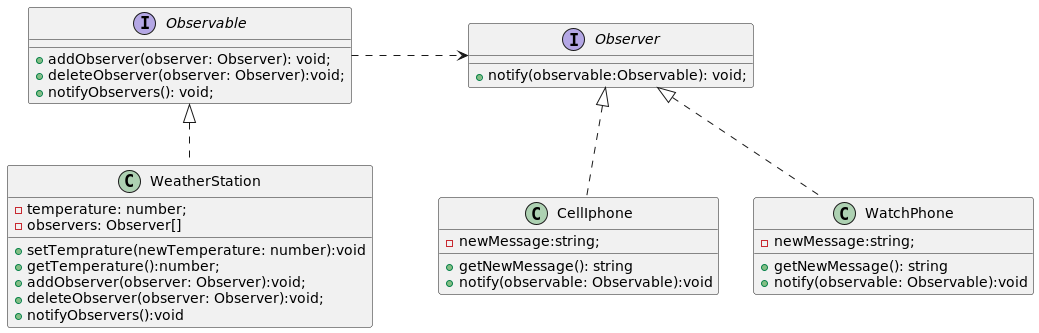 I Observable
+ addObserver(observer: Observer): void;
+ deleteObserver(observer: Observer):void;
+ notifyObservers(): void;
I Observer
notify(observable:Observable): void;
C WeatherStation
temperature: number;
observers: Observer[]
setTemprature(newTemperature: number):void
getTemperature():number;
addObserver(observer: Observer):void;
deleteObserver(observer: Observer):void;
notifyObservers():void
C CellIphone
newMessage:string;
getNewMessage(): string
notify(observable: Observable):void
C WatchPhone
newMessage:string;
getNewMessage(): string
notify(observable: Observable):void